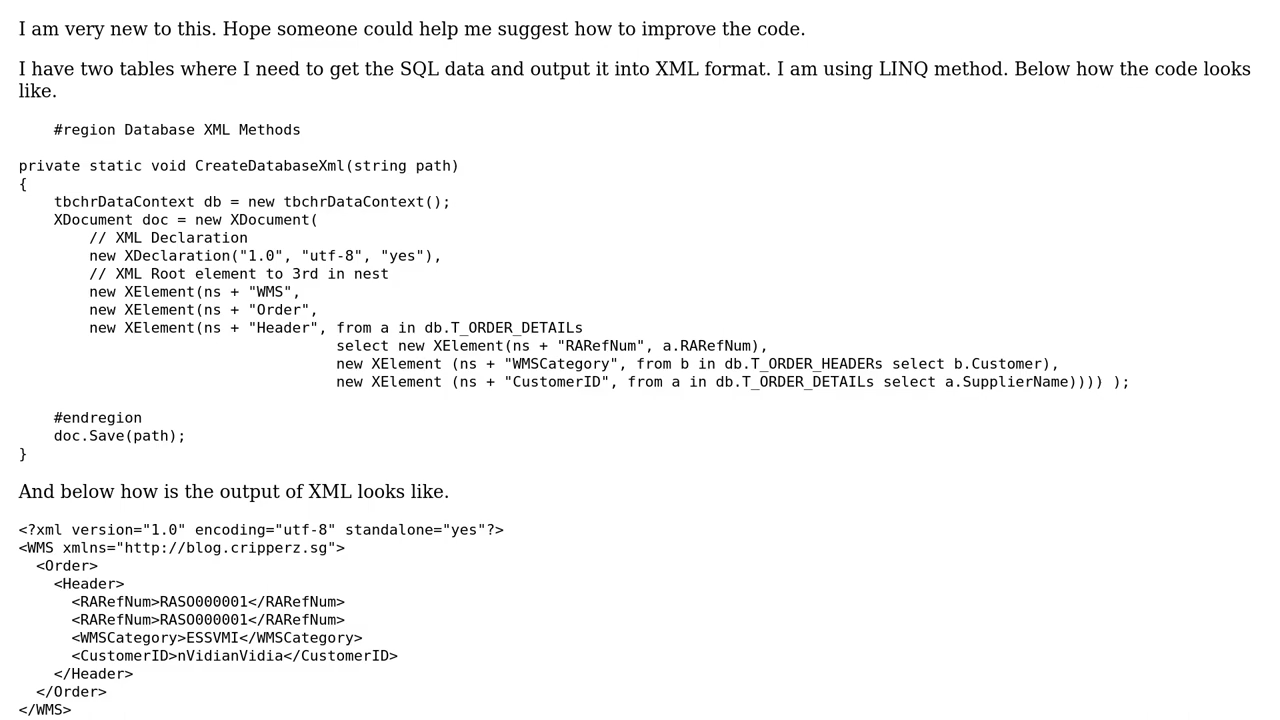 I am very new to this. Hope someone could help me suggest how to improve the code.
I have two tables where I need to get the SQL data and output it into XML format. I am using LINQ method. Below how the code looks
like.
#region Database XML Methods
private static void CreateDatabaseXml(string path)
{
    tbchrDataContext db = new tbchrDataContext();
    XDocument doc = new XDocument(
        // XML Declaration
        new XDeclaration("1.0", "utf-8", "yes"),
        // XML Root element to 3rd in nest
        new XElement(ns + "WMS",
        new XElement(ns + "Order",
        new XElement(ns + "Header", from a in db.T_ORDER_DETAILs
                                    select new XElement(ns + "RARefNum", a.RARefNum),
                                    new XElement (ns + "WMSCategory", from b in db.T_ORDER_HEADERs select b.Customer),
                                    new XElement (ns + "CustomerID", from a in db.T_ORDER_DETAILs select a.SupplierName)))) );
    #endregion
    doc.Save(path);
}
And below how is the output of XML looks like.
<?xml version="1.0" encoding="utf-8" standalone="yes"?>
<WMS xmlns="http://blog.cripperz.sg">
  <Order>
    <Header>
      <RARefNum>RASO000001</RARefNum>
      <RARefNum>RASO000001</RARefNum>
      <WMSCategory>ESSVMI</WMSCategory>
      <CustomerID>nVidianVidia</CustomerID>
    </Header>
  </Order>
</WMS>